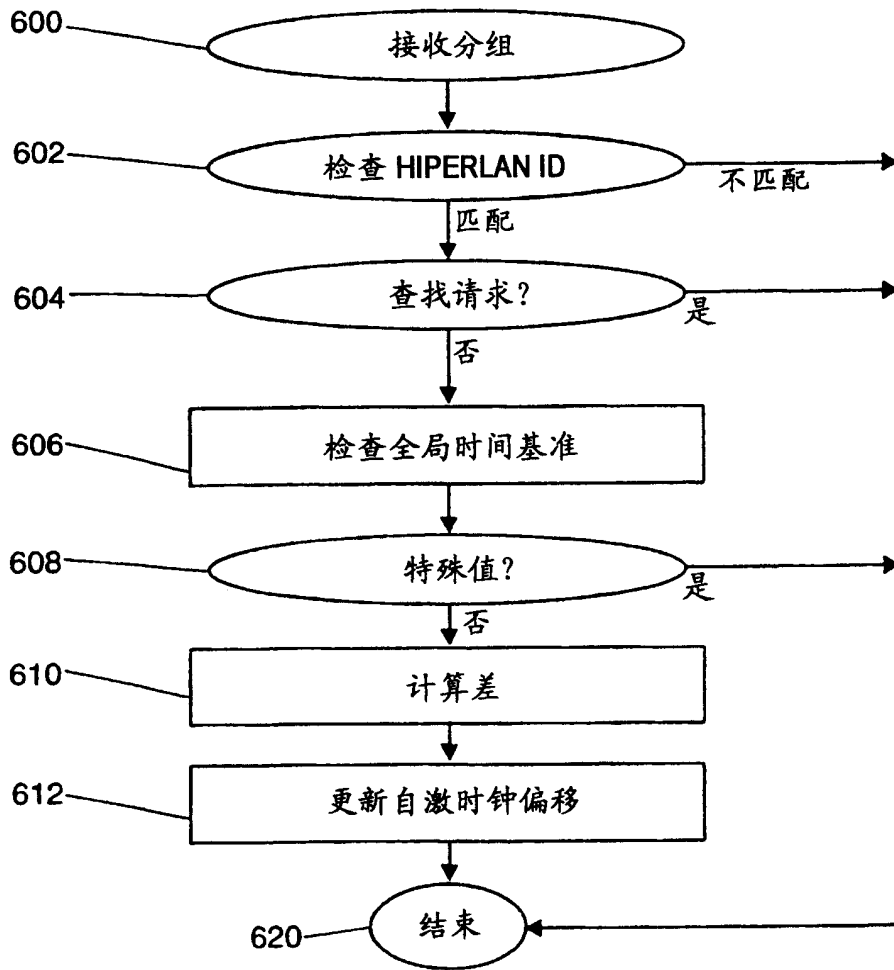 600
接收分组
602
检查 HIPERLAN ID
不匹配
匹配
604
查找请求?
是
否
606
检查全局时间基准
608
特殊值?
是
否
610
计算差
612
更新自激时钟偏移
620
结束